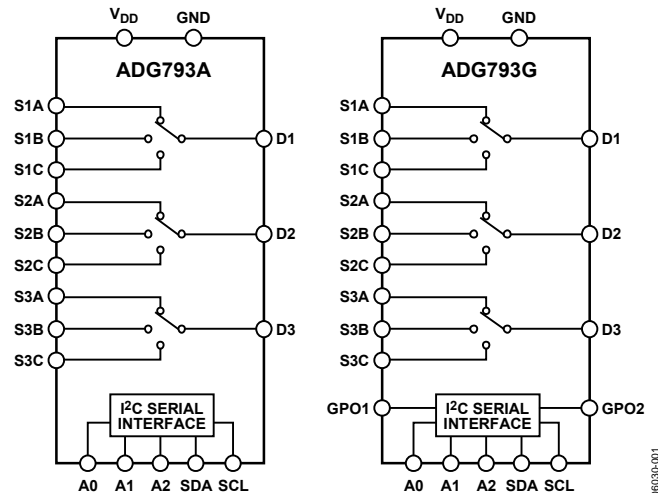 VDD GND
ADG793A
S1A
S1B D1
S1C
S2A
S2B D2
S2C
S3A
S3B D3
S3C
I²C SERIAL
INTERFACE
A0 A1 A2 SDA SCL
VDD GND
ADG793G
S1A
S1B D1
S1C
S2A
S2B D2
S2C
S3A
S3B D3
S3C
GPO1 I²C SERIAL GPO2
INTERFACE
A0 A1 A2 SDA SCL
06030-001